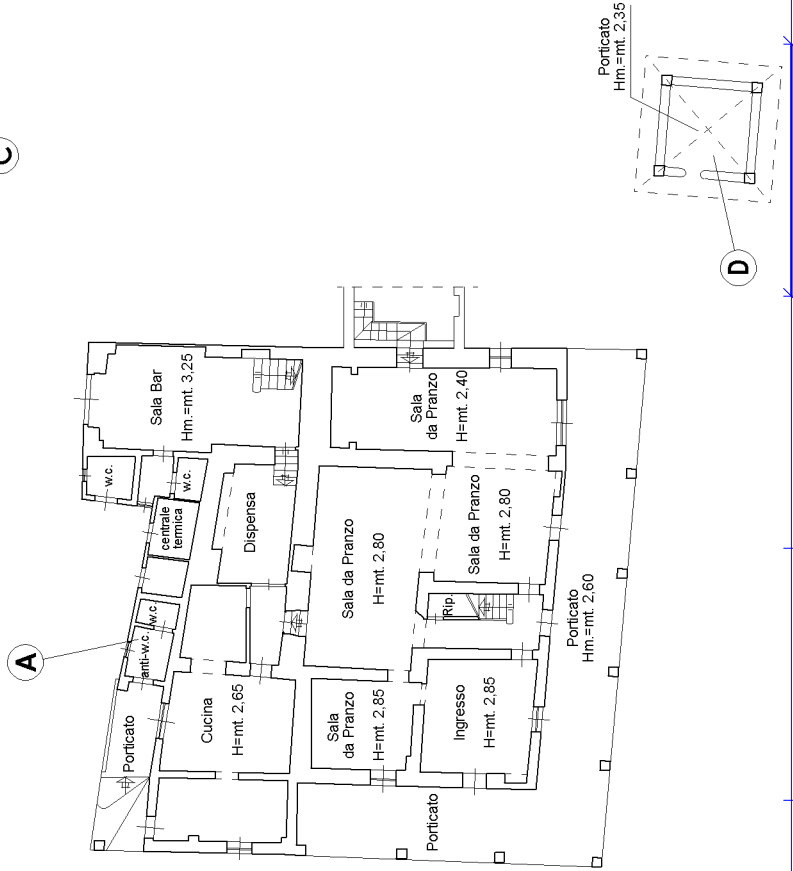 C
Porticato
Hm.=mt. 2,35
D
Sala Bar
Hm.=mt. 3,25
w.c.
w.c.
centrale
termica
Dispensa
Sala
da Pranzo
H=mt. 2,40
Sala da Pranzo
H=mt. 2,80
Sala da Pranzo
H=mt. 2,80
A
w.c.
anti-w.c.
Rip.
Porticato
Hm.=mt. 2,60
Porticato
Cucina
H=mt. 2,65
Sala
da Pranzo
H=mt. 2,85
Ingresso
H=mt. 2,85
Porticato